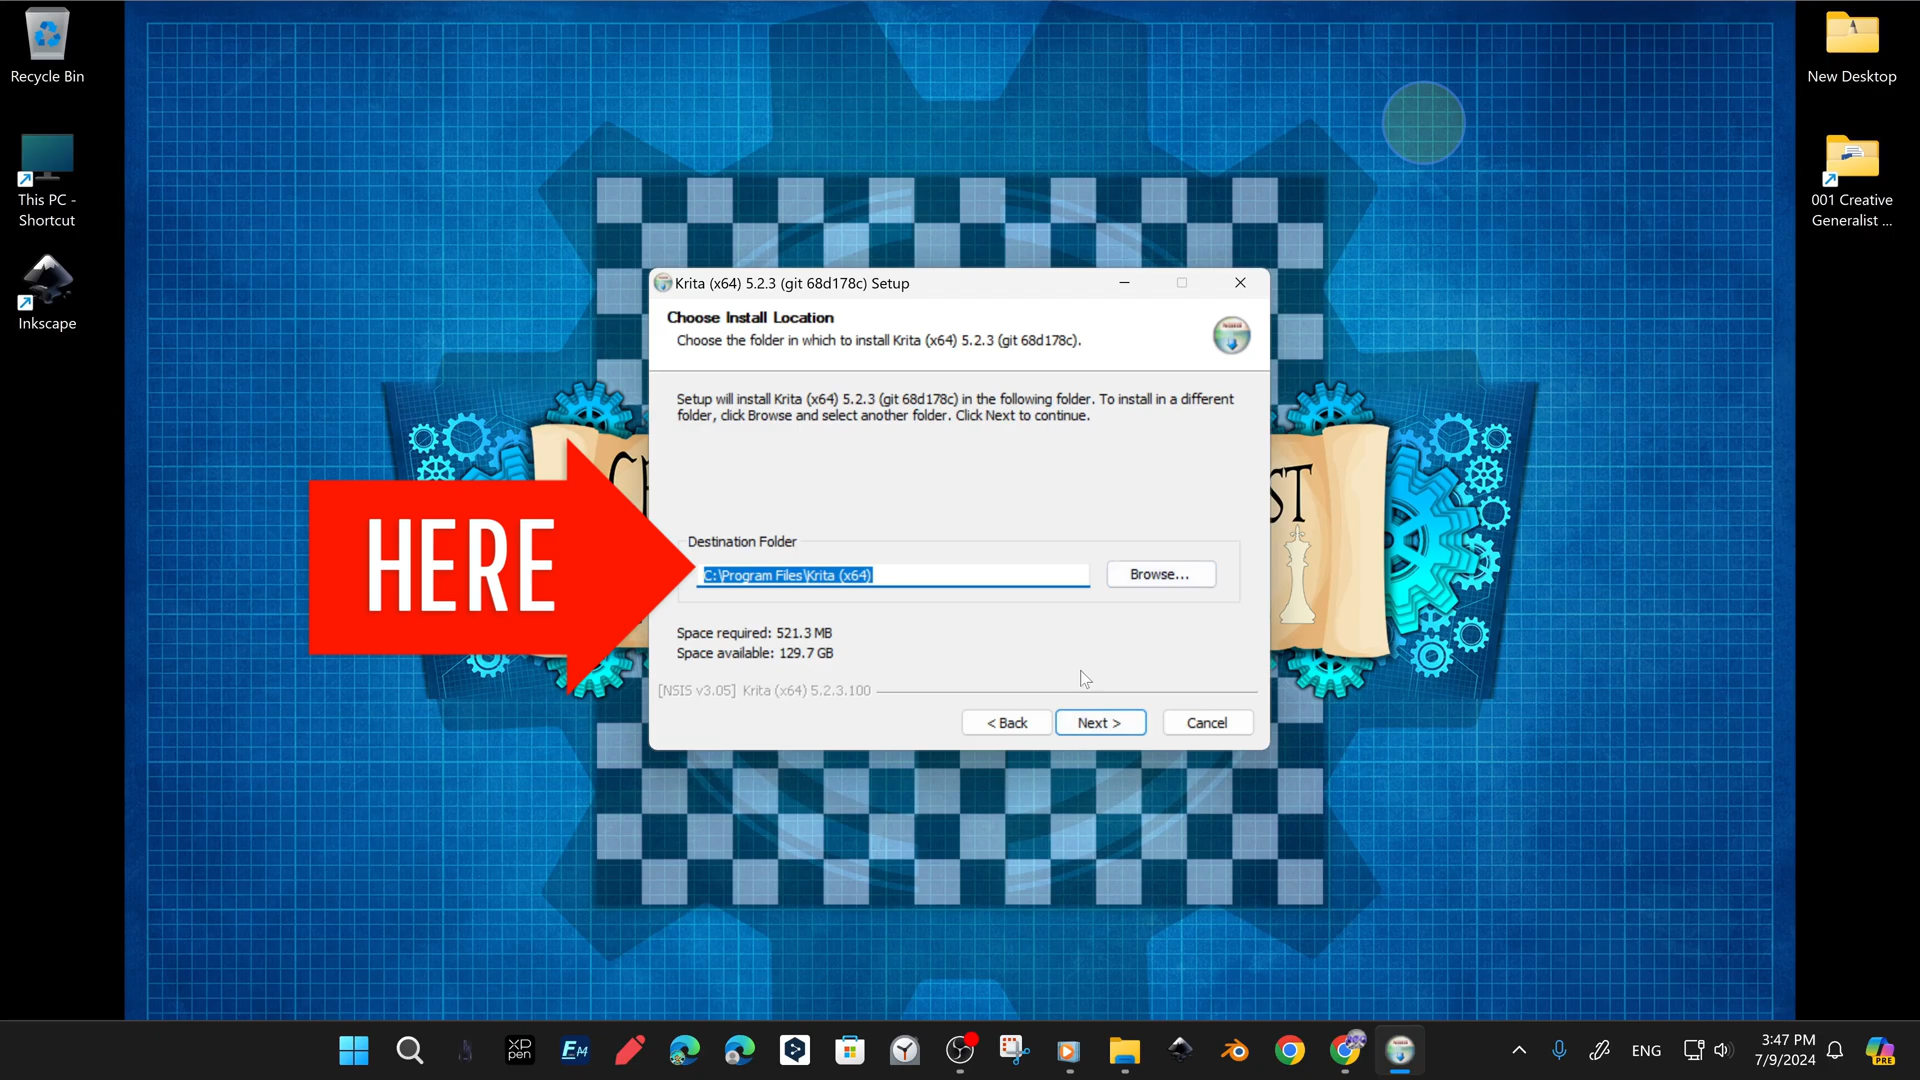 Recycle Bin
This PC -
Shortcut
Inkscape
New Desktop
001 Creative
Generalist ...
Krita (x64) 5.2.3 (git 68d178c) Setup
Choose Install Location
Choose the folder in which to install Krita (x64) 5.2.3 (git 68d178c).
Setup will install Krita (x64) 5.2.3 (git 68d178c) in the following folder. To install in a different
folder, click Browse and select another folder. Click Next to continue.
HERE
Destination Folder
C:\Program Files\Krita (x64)
Browse...
Space required: 521.3 MB
Space available: 129.7 GB
[NSIS v3.05] Krita (x64) 5.2.3.100
< Back
Next >
Cancel
ST
XP
pen
EM
ENG
3:47 PM
7/9/2024
PRE